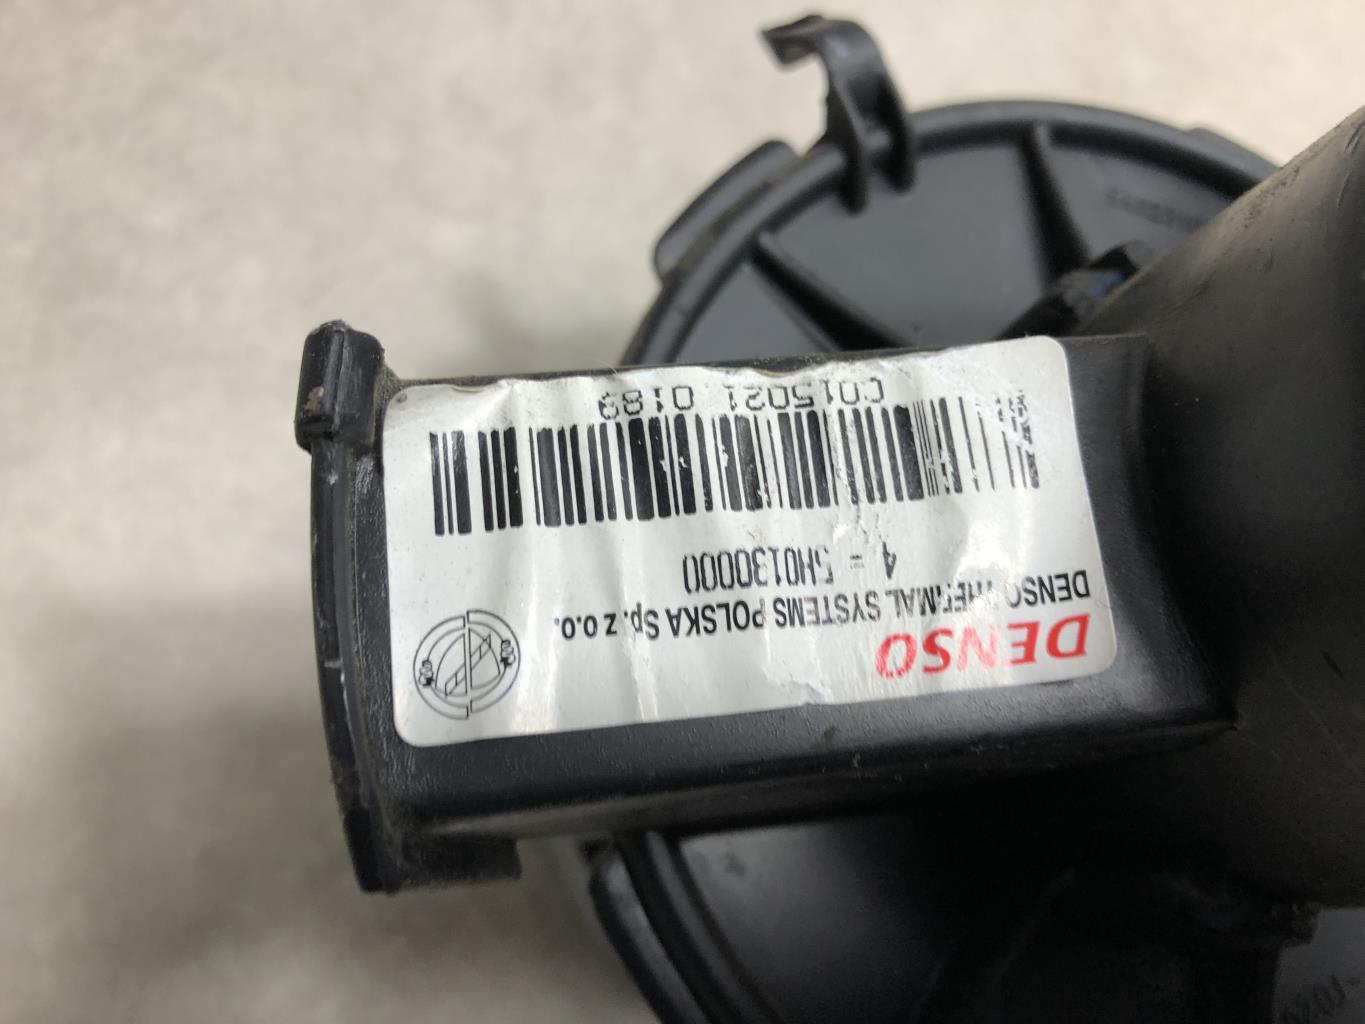 DENSO
DENSO THERMAL SYSTEMS POLSKA Sp. z o.o.
4 = 5H0130000
C015021 0189